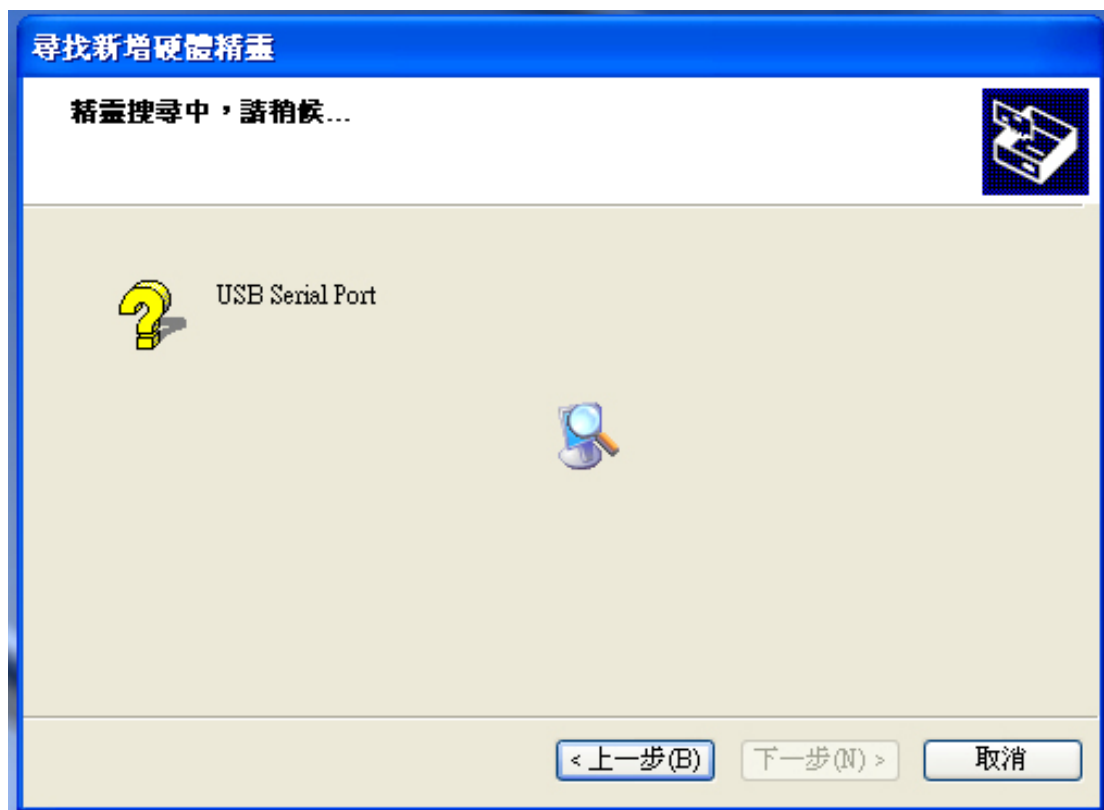 尋找新增硬體精靈
精靈搜尋中，請稍候...
USB Serial Port
< 上一步(B)
下一步(N) >
取消